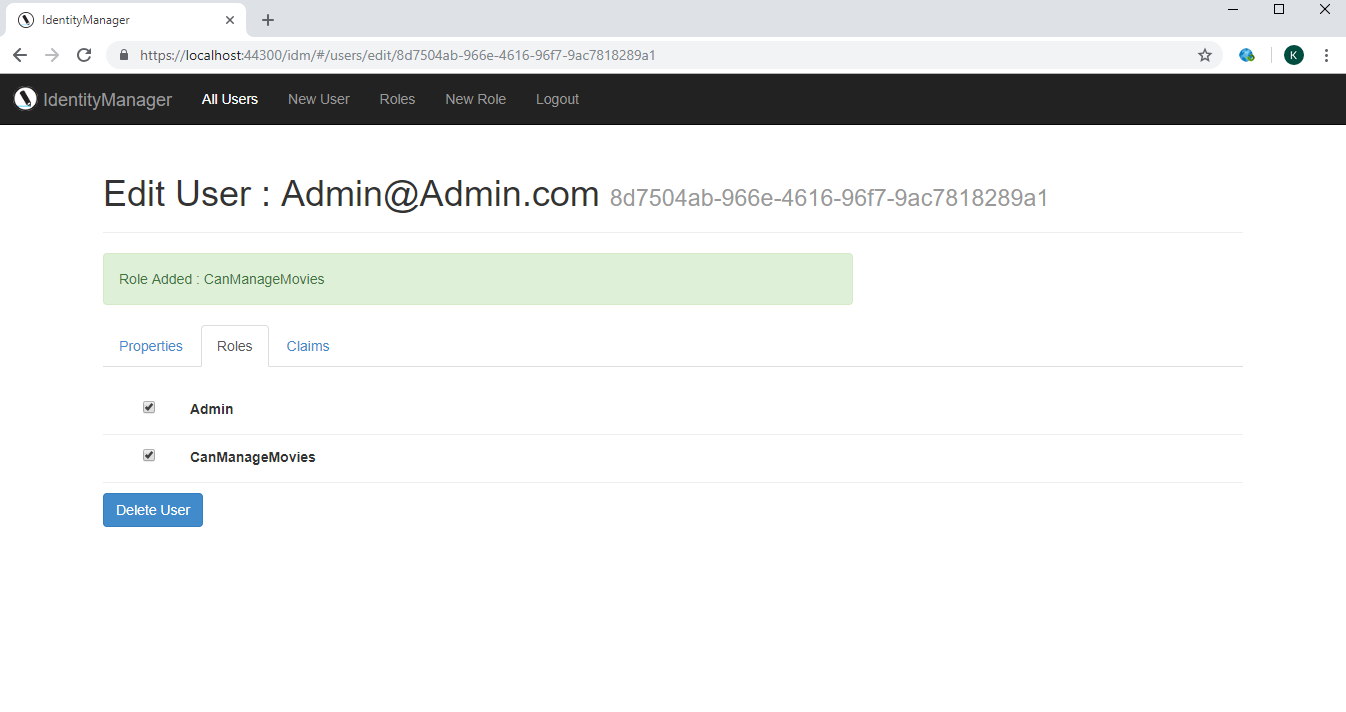 IdentityManager
https://localhost:44300/idm/#/users/edit/8d7504ab-966e-4616-96f7-9ac7818289a1
K
IdentityManager All Users New User Roles New Role Logout
Edit User : Admin@Admin.com 8d7504ab-966e-4616-96f7-9ac7818289a1
Role Added : CanManageMovies
Properties Roles Claims
Admin
CanManageMovies
Delete User